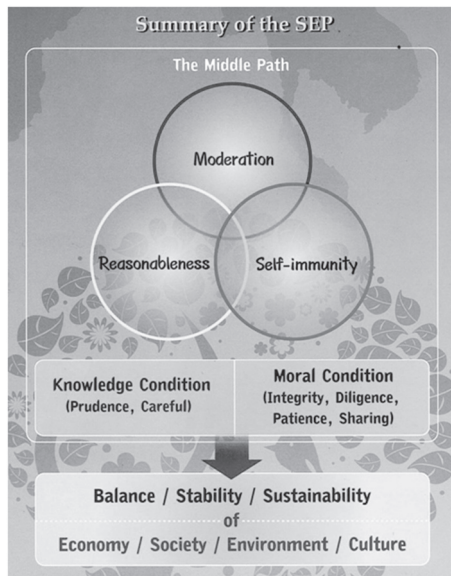 Summary of the SEP
The Middle Path
Moderation
Reasonableness
Self-immunity
Knowledge Condition
(Prudence, Careful)
Moral Condition
(Integrity, Diligence,
Patience, Sharing)
Balance / Stability / Sustainability
of
Economy / Society / Environment / Culture